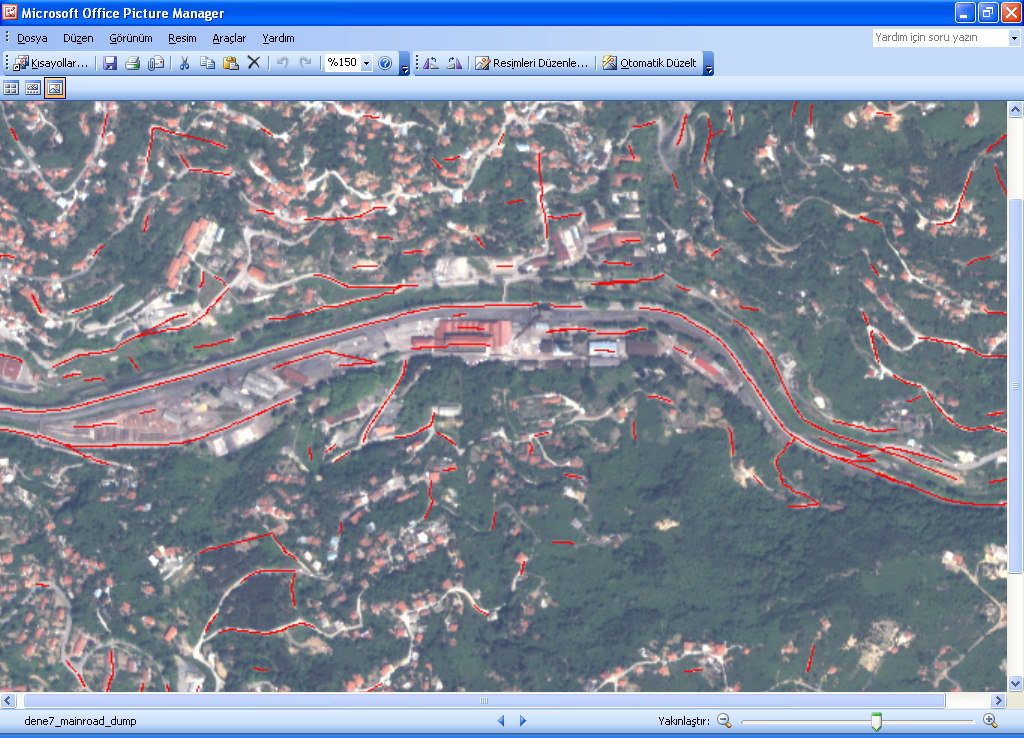 Microsoft Office Picture Manager
Dosya Düzen Görünüm Resim Araçlar Yardım
Yardım için soru yazın
Kısayollar... %150 Resimleri Düzenle... Otomatik Düzelt
dene7_mainroad_dump
Yakınlaştır: